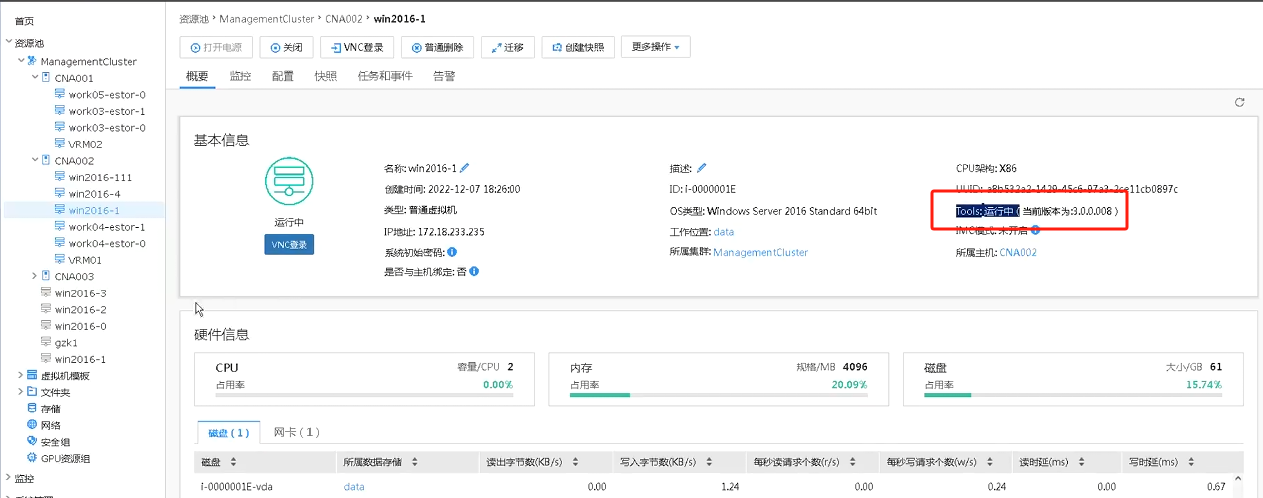 首页
资源池
ManagementCluster
CNA001
work05-estor-0
work03-estor-1
work03-estor-0
VRM02
CNA002
win2016-111
win2016-4
win2016-1
work04-estor-1
work04-estor-0
VRM01
CNA003
win2016-3
win2016-2
win2016-0
gzk1
win2016-1
虚拟机模板
文件夹
存储
网络
安全组
GPU资源组
监控
资源池 › ManagementCluster › CNA002 › win2016-1
打开电源 关闭 VNC登录 普通删除 迁移 创建快照 更多操作
概要 监控 配置 快照 任务和事件 告警
基本信息
运行中
VNC登录
名称: win2016-1
创建时间: 2022-12-07 18:26:00
类型: 普通虚拟机
IP地址: 172.18.233.235
系统初始密码:
是否与主机绑定: 否
描述:
ID: i-0000001E
OS类型: Windows Server 2016 Standard 64bit
工作位置: data
所属集群: ManagementCluster
CPU架构: X86
UUID: a8b532a2-1429-45c6-97a3-2ce11cb0897c
Tools: 运行中 ( 当前版本为:3.0.0.008 )
IMC模式: 未开启
所属主机: CNA002
硬件信息
CPU 容量/CPU 2
占用率 0.00%
内存 规格/MB 4096
占用率 20.09%
磁盘 大小/GB 61
占用率 15.74%
磁盘 ( 1 ) 网卡 ( 1 )
磁盘 所属数据存储 读出字节数(KB/s) 写入字节数(KB/s) 每秒读请求个数(r/s) 每秒写请求个数(w/s) 读时延(ms) 写时延(ms)
i-0000001E-vda data 0.00 1.24 0.00 0.24 0.00 0.67